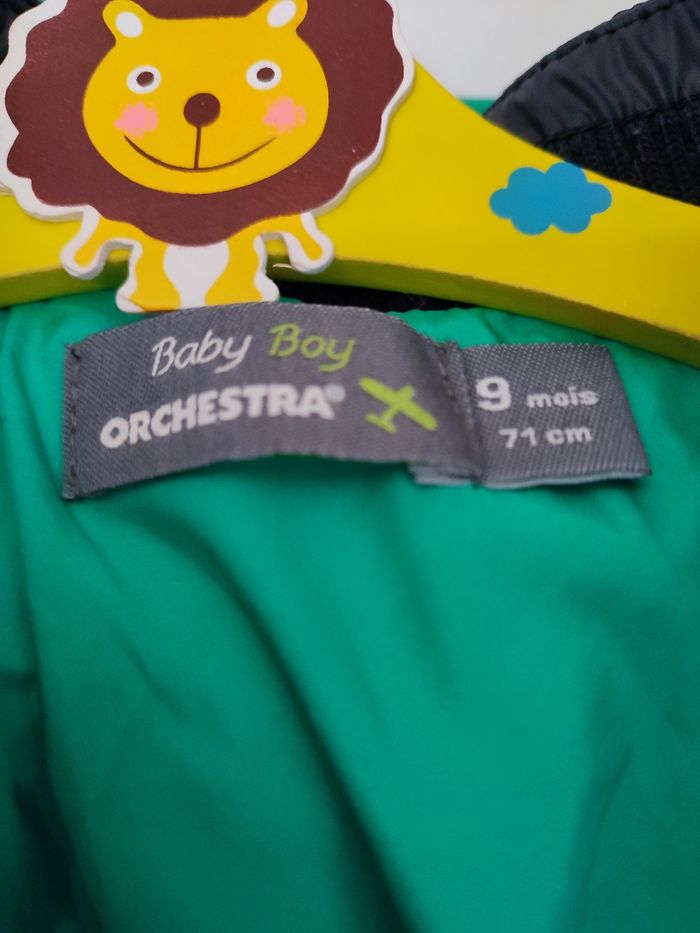 Baby Boy
ORCHESTRA®
9 mois
71 cm